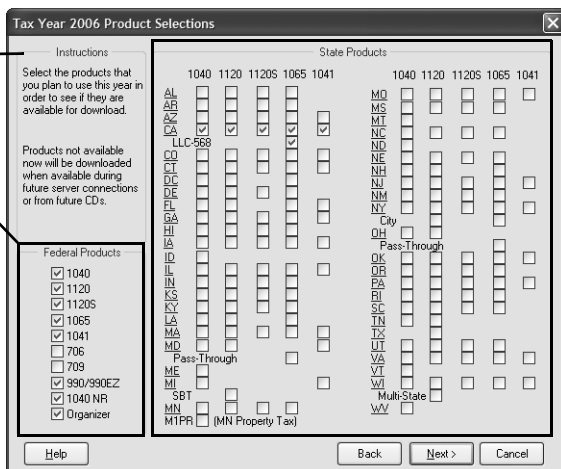 Tax Year 2006 Product Selections
Instructions
Select the products that
you plan to use this year in
order to see if they are
available for download.
Products not available
now will be downloaded
when available during
future server connections
or from future CDs.
Federal Products
1040
1120
1120S
1065
1041
706
709
990/990EZ
1040 NR
Organizer
State Products
1040 1120 1120S 1065 1041
AL
AR
AZ
CA
LLC-568
CO
CT
DC
DE
FL
GA
HI
IA
ID
IL
IN
KS
KY
LA
MA
MD
Pass-Through
ME
MI
SBT
MN
M1PR (MN Property Tax)
1040 1120 1120S 1065 1041
MO
MS
MT
NC
ND
NE
NH
NJ
NM
NY
City
OH
Pass-Through
OK
OR
PA
RI
SC
TN
TX
UT
VA
VT
WI
Multi-State
WV
Help
Back
Next >
Cancel